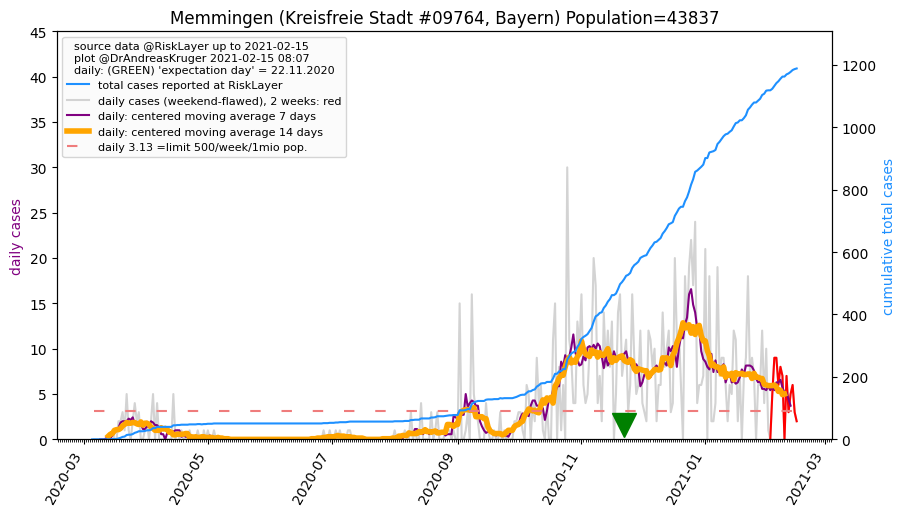 Memmingen (Kreisfreie Stadt #09764, Bayern) Population=43837
source data @RiskLayer up to 2021-02-15
plot @DrAndreasKruger 2021-02-15 08:07
daily: (GREEN) 'expectation day' = 22.11.2020
total cases reported at RiskLayer
daily cases (weekend-flawed), 2 weeks: red
daily: centered moving average 7 days
daily: centered moving average 14 days
daily 3.13 =limit 500/week/1mio pop.
daily cases
45
40
35
30
25
20
15
10
5
0
cumulative total cases
1200
1000
800
600
400
200
0
2020-03
2020-05
2020-07
2020-09
2020-11
2021-01
2021-03